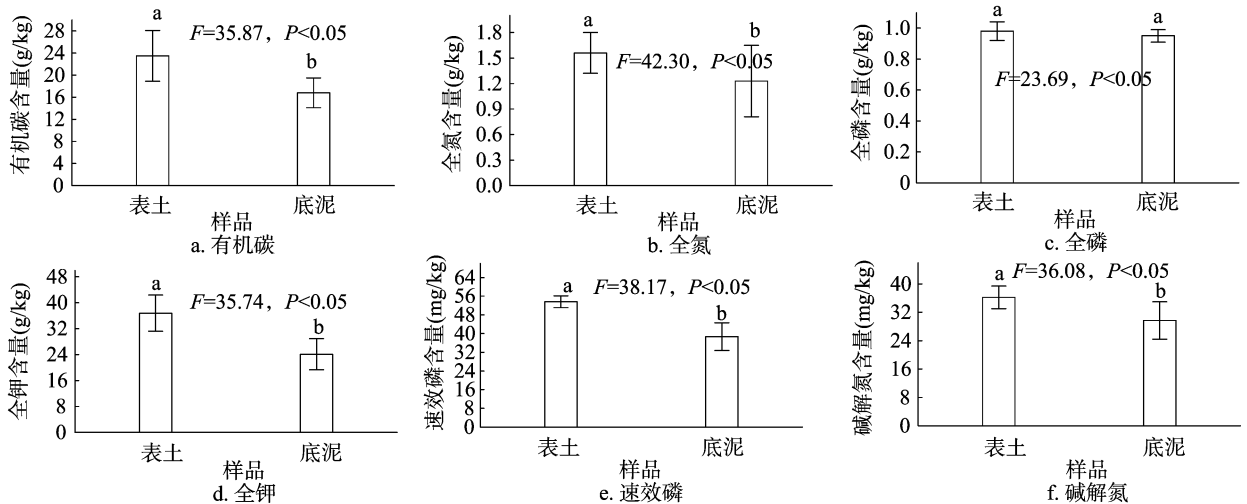 有机碳含量(g/kg)
28
24
20
16
12
8
4
0
a
F=35.87，P<0.05
b
表土
底泥
样品
a. 有机碳
全氮含量(g/kg)
1.8
1.5
1.2
0.9
0.6
1.3
0.0
a
F=42.30，P<0.05
b
表土
底泥
样品
b. 全氮
全磷含量(g/kg)
1.0
0.8
0.6
0.4
0.2
0
a
a
F=23.69，P<0.05
表土
底泥
样品
c. 全磷
全钾含量(g/kg)
48
40
32
24
16
8
0
a
F=35.74，P<0.05
b
表土
底泥
样品
d. 全钾
速效磷含量(mg/kg)
64
56
48
40
32
24
16
8
0
a
F=38.17，P<0.05
b
表土
底泥
样品
e. 速效磷
碱解氮含量(mg/kg)
40
32
24
16
8
0
a
F=36.08，P<0.05
b
表土
底泥
样品
f. 碱解氮